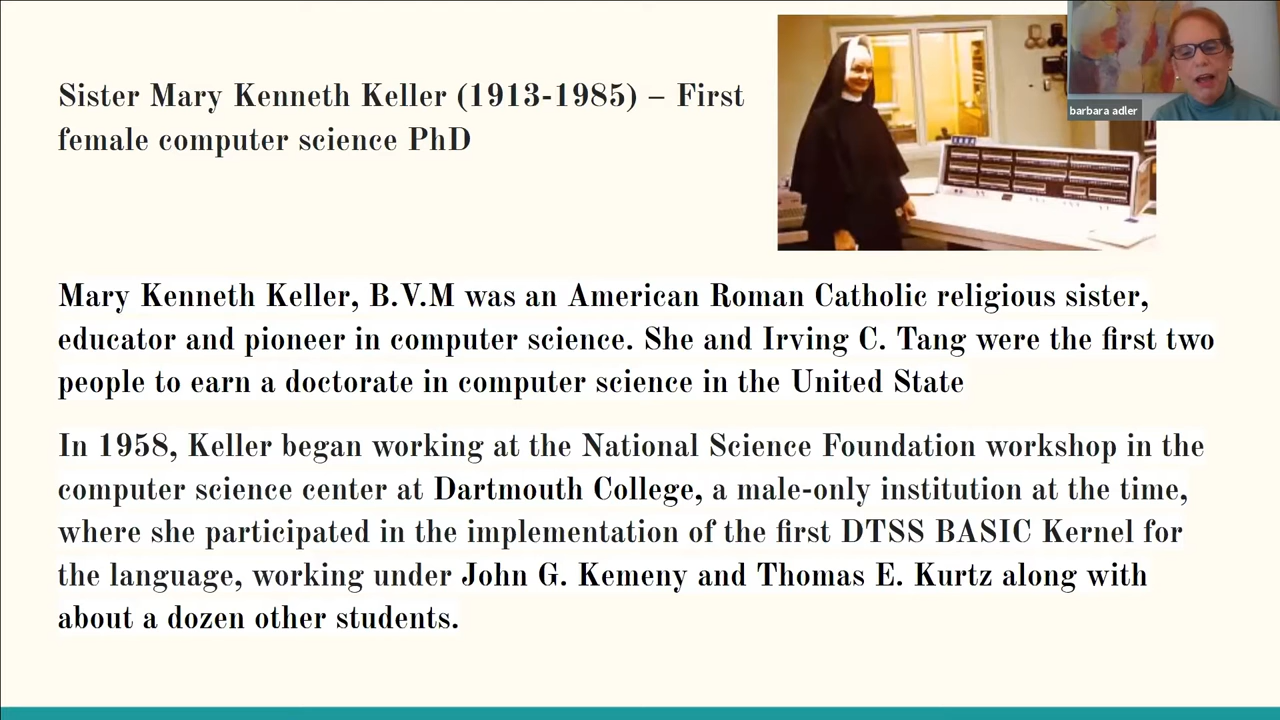 Sister Mary Kenneth Keller (1913-1985) – First
female computer science PhD
barbara adler
Mary Kenneth Keller, B.V.M was an American Roman Catholic religious sister,
educator and pioneer in computer science. She and Irving C. Tang were the first two
people to earn a doctorate in computer science in the United State
In 1958, Keller began working at the National Science Foundation workshop in the
computer science center at Dartmouth College, a male-only institution at the time,
where she participated in the implementation of the first DTSS BASIC Kernel for
the language, working under John G. Kemeny and Thomas E. Kurtz along with
about a dozen other students.